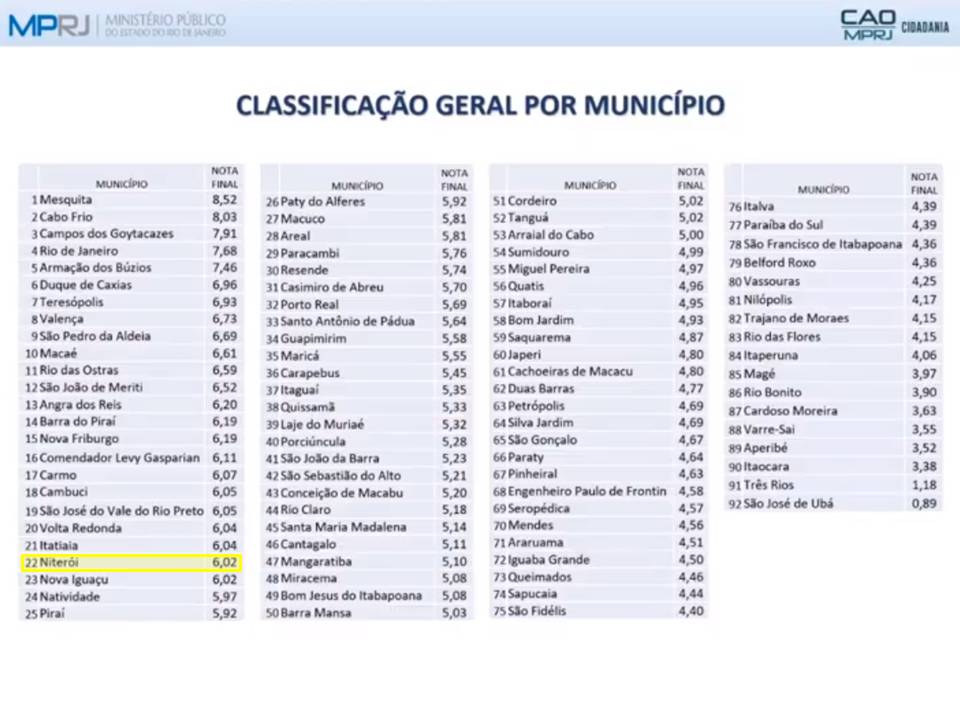 MPRJ MINISTÉRIO PÚBLICO
DO ESTADO DO RIO DE JANEIRO
CAO
MPRJ CIDADANIA
CLASSIFICAÇÃO GERAL POR MUNICÍPIO
MUNICÍPIO NOTA FINAL
1 Mesquita 8,52
2 Cabo Frio 8,03
3 Campos dos Goytacazes 7,91
4 Rio de Janeiro 7,68
5 Armação dos Búzios 7,46
6 Duque de Caxias 6,96
7 Teresópolis 6,93
8 Valença 6,73
9 São Pedro da Aldeia 6,69
10 Macaé 6,61
11 Rio das Ostras 6,59
12 São João de Meriti 6,52
13 Angra dos Reis 6,20
14 Barra do Piraí 6,19
15 Nova Friburgo 6,19
16 Comendador Levy Gasparian 6,11
17 Carmo 6,07
18 Cambuci 6,05
19 São José do Vale do Rio Preto 6,05
20 Volta Redonda 6,04
21 Itatiaia 6,04
22 Niterói 6,02
23 Nova Iguaçu 6,02
24 Natividade 5,97
25 Piraí 5,92
MUNICÍPIO NOTA FINAL
26 Paty do Alferes 5,92
27 Macuco 5,81
28 Areal 5,81
29 Paracambi 5,76
30 Resende 5,74
31 Casimiro de Abreu 5,70
32 Porto Real 5,69
33 Santo Antônio de Pádua 5,64
34 Guapimirim 5,58
35 Maricá 5,55
36 Carapebus 5,45
37 Itaguaí 5,35
38 Quissamã 5,33
39 Laje do Muriaé 5,32
40 Porciúncula 5,28
41 São João da Barra 5,23
42 São Sebastião do Alto 5,21
43 Conceição de Macabu 5,20
44 Rio Claro 5,18
45 Santa Maria Madalena 5,14
46 Cantagalo 5,11
47 Mangaratiba 5,10
48 Miracema 5,08
49 Bom Jesus do Itabapoana 5,08
50 Barra Mansa 5,03
MUNICÍPIO NOTA FINAL
51 Cordeiro 5,02
52 Tanguá 5,02
53 Arraial do Cabo 5,00
54 Sumidouro 4,99
55 Miguel Pereira 4,97
56 Quatis 4,96
57 Itaboraí 4,95
58 Bom Jardim 4,93
59 Saquarema 4,87
60 Japeri 4,80
61 Cachoeiras de Macacu 4,80
62 Duas Barras 4,77
63 Petrópolis 4,69
64 Silva Jardim 4,69
65 São Gonçalo 4,67
66 Paraty 4,64
67 Pinheiral 4,63
68 Engenheiro Paulo de Frontin 4,58
69 Seropédica 4,57
70 Mendes 4,56
71 Araruama 4,51
72 Iguaba Grande 4,50
73 Queimados 4,46
74 Sapucaia 4,44
75 São Fidélis 4,40
MUNICÍPIO NOTA FINAL
76 Italva 4,39
77 Paraíba do Sul 4,39
78 São Francisco de Itabapoana 4,36
79 Belford Roxo 4,36
80 Vassouras 4,25
81 Nilópolis 4,17
82 Trajano de Moraes 4,15
83 Rio das Flores 4,15
84 Itaperuna 4,06
85 Magé 3,97
86 Rio Bonito 3,90
87 Cardoso Moreira 3,63
88 Varre-Sai 3,55
89 Aperibé 3,52
90 Itaocara 3,38
91 Três Rios 1,18
92 São José de Ubá 0,89